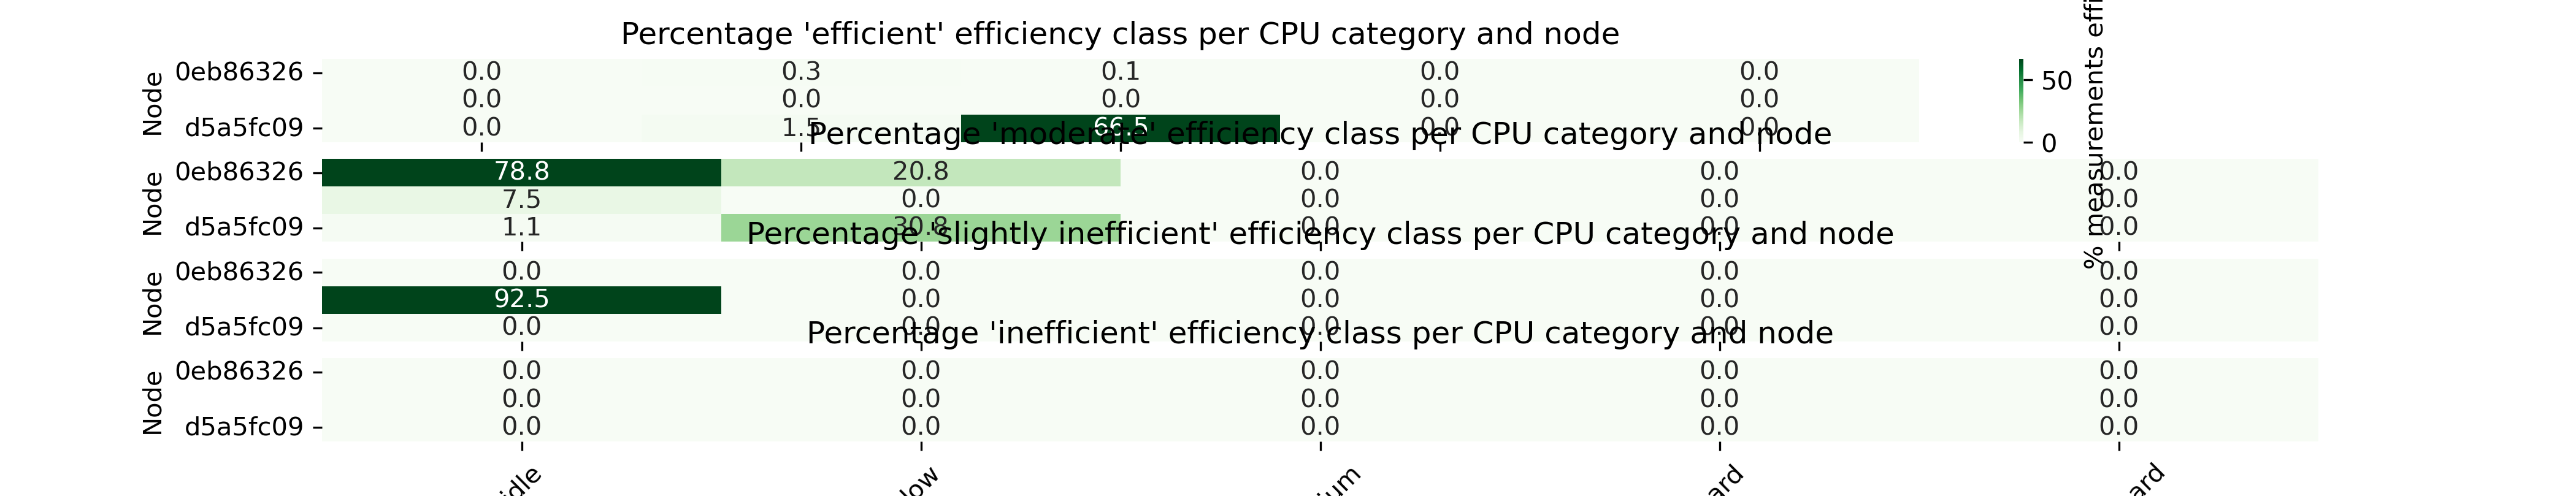 Percentage 'efficient' efficiency class per CPU category and node
Node
0eb86326
0.0 0.3 0.1 0.0 0.0
0.0 0.0 0.0 0.0 0.0
d5a5fc09
0.0 1.5 66.5 0.0 0.0
50
0
% measurements
Percentage 'moderate' efficiency class per CPU category and node
Node
0eb86326
78.8 20.8 0.0 0.0 0.0
7.5 0.0 0.0 0.0 0.0
d5a5fc09
1.1 30.8 0.0 0.0 0.0
Percentage 'slightly inefficient' efficiency class per CPU category and node
Node
0eb86326
0.0 0.0 0.0 0.0 0.0
92.5 0.0 0.0 0.0 0.0
d5a5fc09
0.0 0.0 0.0 0.0 0.0
Percentage 'inefficient' efficiency class per CPU category and node
Node
0eb86326
0.0 0.0 0.0 0.0 0.0
0.0 0.0 0.0 0.0 0.0
d5a5fc09
0.0 0.0 0.0 0.0 0.0
idle
low